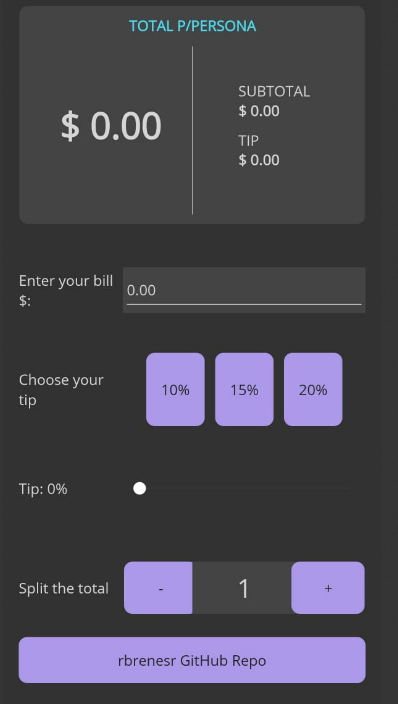 TOTAL P/PERSONA
$ 0.00
SUBTOTAL
$ 0.00
TIP
$ 0.00
Enter your bill
$:
0.00
Choose your
tip
10%
15%
20%
Tip: 0%
Split the total
-
1
+
rbrenesr GitHub Repo